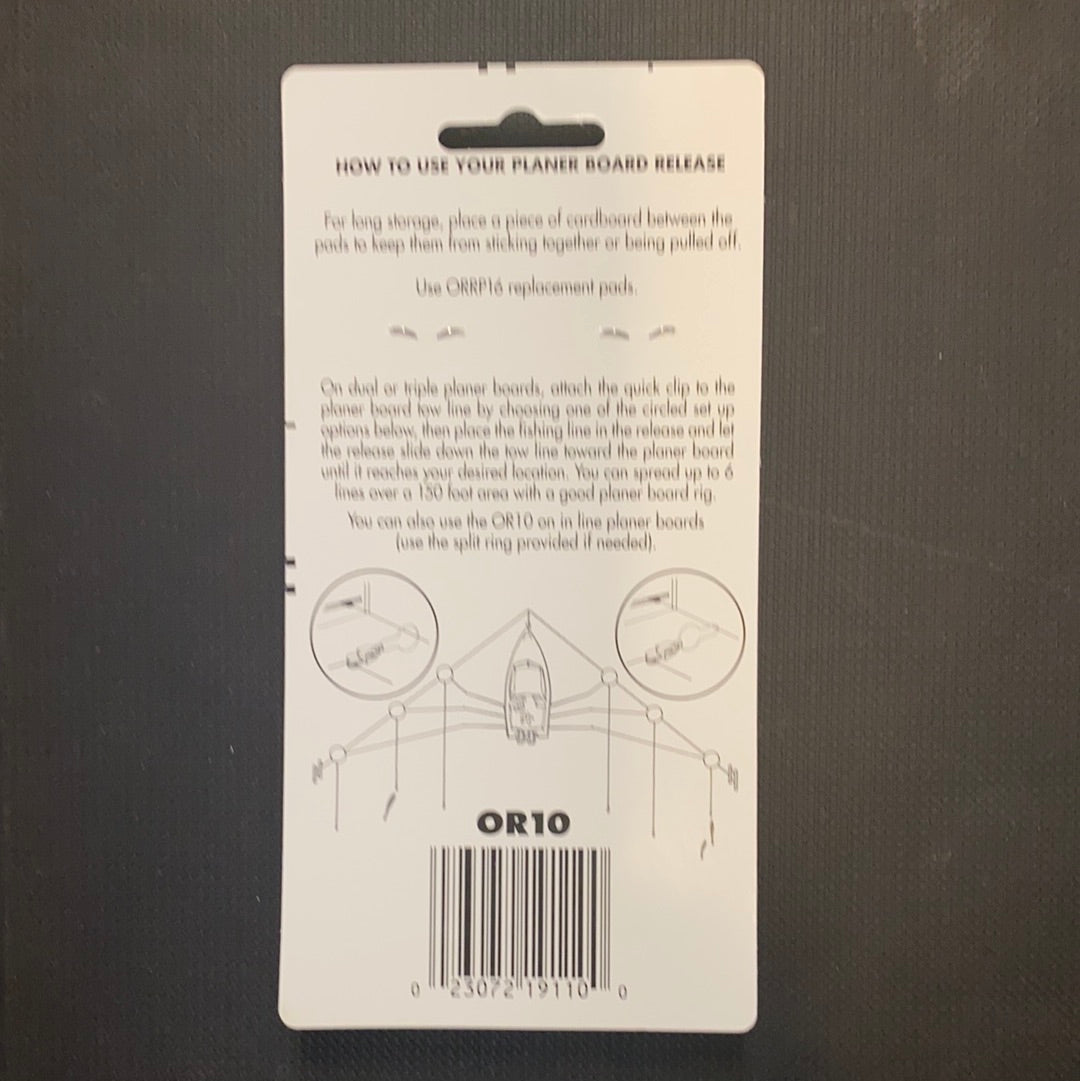 HOW TO USE YOUR PLANER BOARD RELEASE
For long storage, place a piece of cardboard between the
pads to keep them from sticking together or being pulled off.
Use ORRP16 replacement pads.
On dual or triple planer boards, attach the quick clip to the
planer board tow line by choosing one of the circled set up
options below, then place the fishing line in the release and let
the release slide down the tow line toward the planer board
until it reaches your desired location. You can spread up to 6
lines over a 150 foot area with a good planer board rig.
You can also use the OR10 on in line planer boards
(use the split ring provided if needed).
OR10
0 23072 19110 0